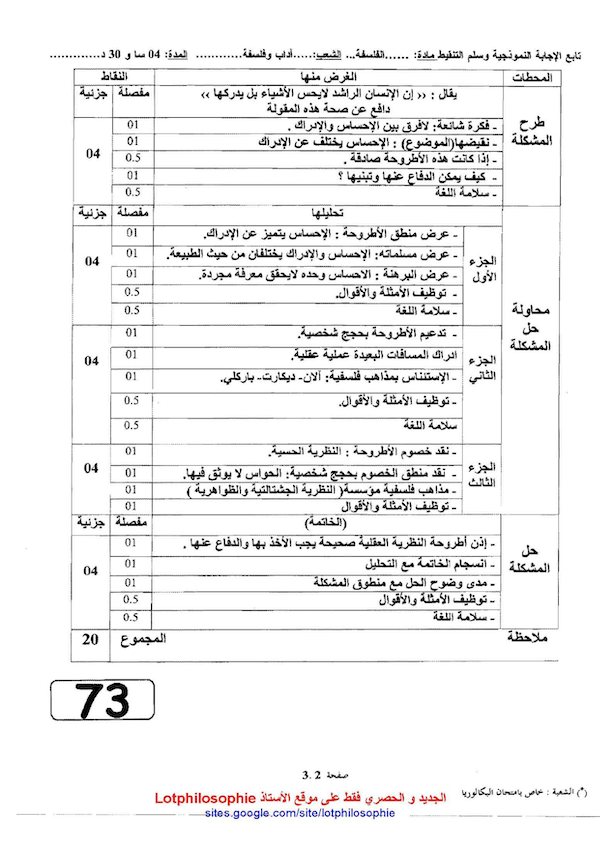 تابع الإجابة النموذجية وسلم التنقيط مادة: ......الفلسفة... الشعب:.....آداب وفلسفة............ المدة: 04 سا و 30 د.............
المحطات الغرض منها النقاط
طرح المشكلة يقال : ‹‹ إن الإنسان الراشد لايحس الأشياء بل يدركها ›› مفصلة جزئية
دافع عن صحة هذه المقولة
- فكرة شائعة: لافرق بين الإحساس والإدراك . 01 04
- نقيضها(الموضوع) : الإحساس يختلف عن الإدراك 01
- إذا كانت هذه الأطروحة صادقة . 0.5
- كيف يمكن الدفاع عنها وتبنيها ؟ 01
- سلامة اللغة 0.5
محاولة حل المشكلة تحليلها مفصلة جزئية
الجزء الأول - عرض منطق الأطروحة : الإحساس يتميز عن الإدراك. 01 04
- عرض مسلماته: الإحساس والإدراك يختلفان من حيث الطبيعة. 01
- عرض البرهنة : الاحساس وحده لايحقق معرفة مجردة. 01
- توظيف الأمثلة والأقوال. 0.5
- سلامة اللغة 0.5
الجزء الثاني - تدعيم الأطروحة بحجج شخصية. 01 04
ادراك المسافات البعيدة عملية عقلية. 01
- الإستئناس بمذاهب فلسفية: ألان- ديكارت- باركلي. 01
- توظيف الأمثلة والأقوال. 0.5
سلامة اللغة 0.5
الجزء الثالث - نقد خصوم الأطروحة : النظرية الحسية. 01 04
- نقد منطق الخصوم بحجج شخصية: الحواس لا يوثق فيها. 01
- مذاهب فلسفية مؤسسة( النظرية الجشتالتية والظواهرية ) 01
- توظيف الأمثلة والأقوال 01
حل المشكلة (الخاتمة) مفصلة جزئية
- إذن أطروحة النظرية العقلية صحيحة يجب الأخذ بها والدفاع عنها . 01 04
- انسجام الخاتمة مع التحليل 01
- مدى وضوح الحل مع منطوق المشكلة 01
- توظيف الأمثلة والأقوال 0.5
- سلامة اللغة 0.5
ملاحظة المجموع 20
73
صفحة 2 .3
(*) الشعبة : خاص بامتحان البكالوريا
الجديد و الحصري فقط على موقع الأستاذ Lotphilosophie
sites.google.com/site/lotphilosophie